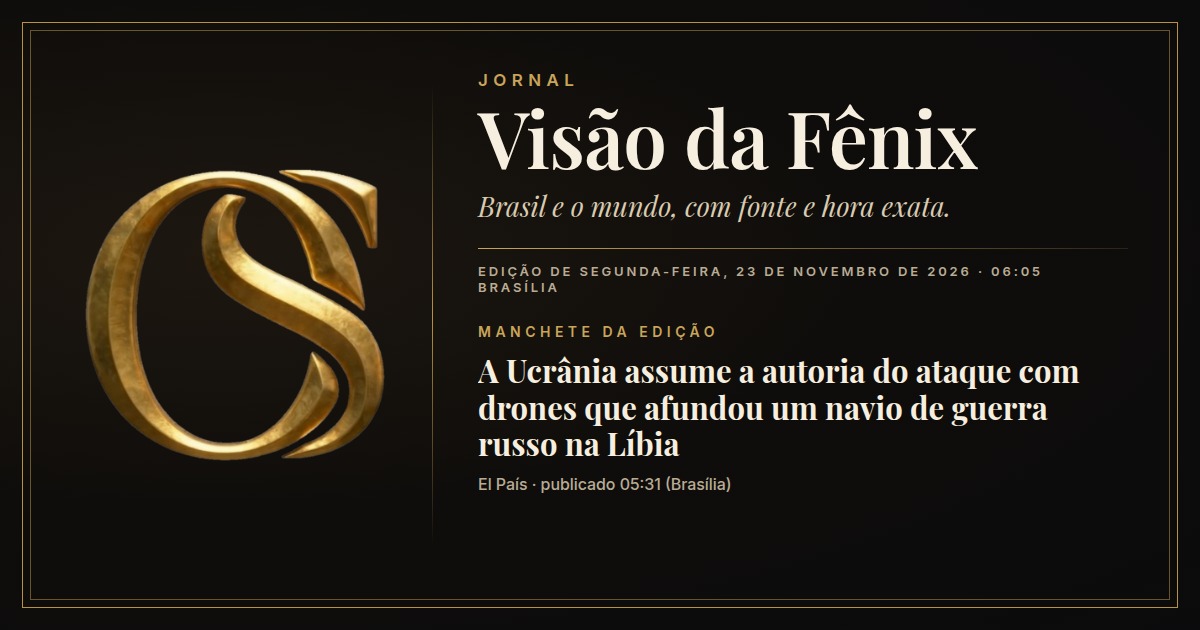 JORNAL
Visão da Fênix
Brasil e o mundo, com fonte e hora exata.
EDIÇÃO DE SEGUNDA-FEIRA, 23 DE NOVEMBRO DE 2026 · 06:05
BRASÍLIA
MANCHETE DA EDIÇÃO
A Ucrânia assume a autoria do ataque com
drones que afundou um navio de guerra
russo na Líbia
El País · publicado 05:31 (Brasília)
OS